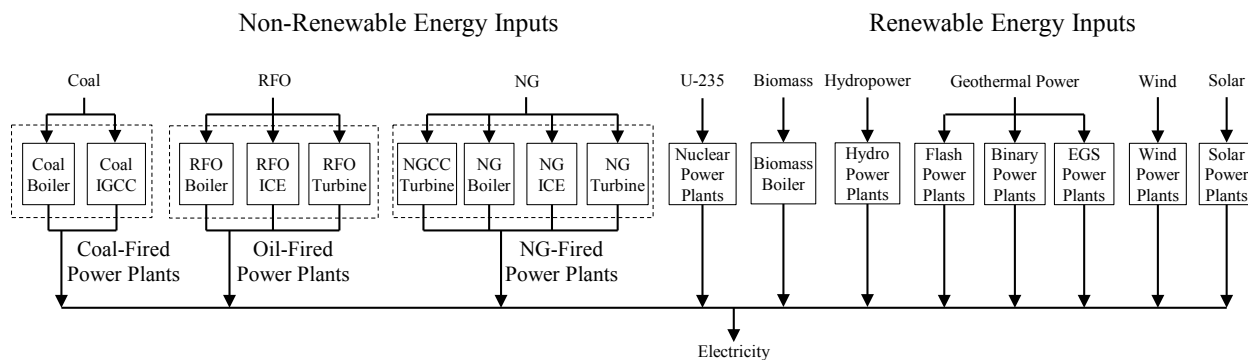 Non-Renewable Energy Inputs
Renewable Energy Inputs
Coal
RFO
NG
U-235
Biomass
Hydropower
Geothermal Power
Wind
Solar
Coal
Boiler
Coal
IGCC
RFO
Boiler
RFO
ICE
RFO
Turbine
NGCC
Turbine
NG
Boiler
NG
ICE
NG
Turbine
Nuclear
Power
Plants
Biomass
Boiler
Hydro
Power
Plants
Flash
Power
Plants
Binary
Power
Plants
EGS
Power
Plants
Wind
Power
Plants
Solar
Power
Plants
Coal-Fired
Power Plants
Oil-Fired
Power Plants
NG-Fired
Power Plants
Electricity